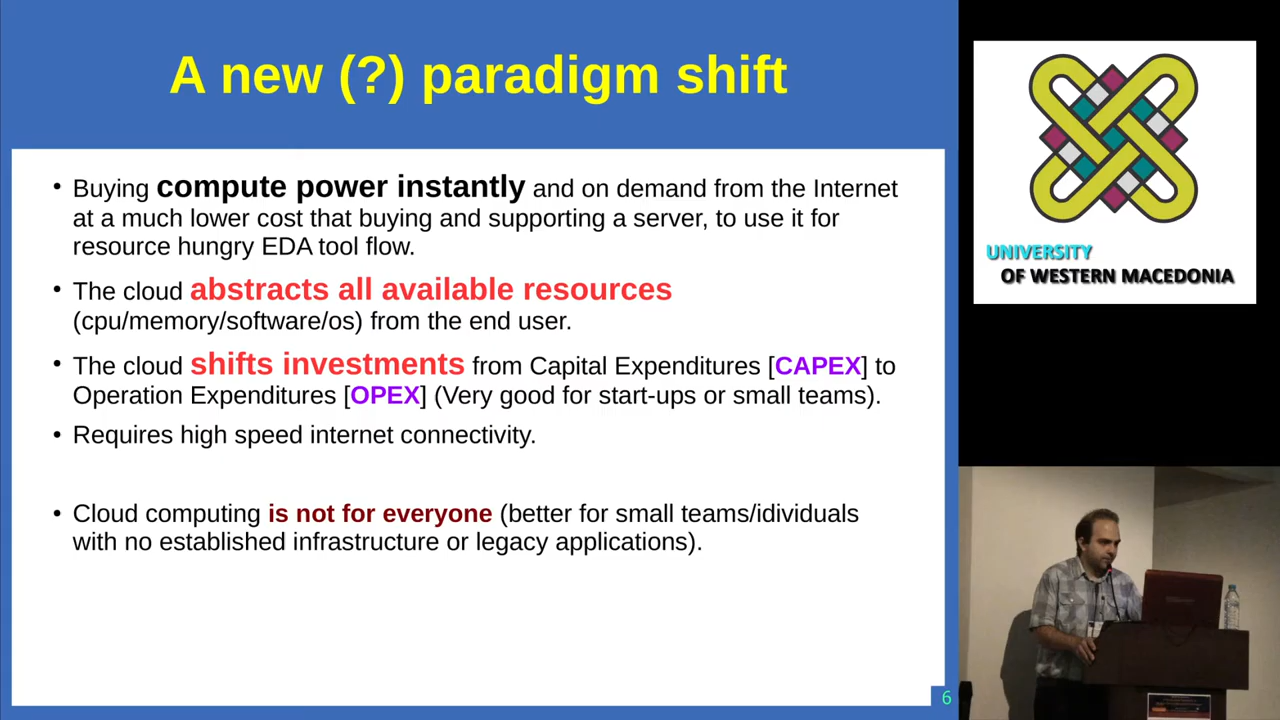 A new (?) paradigm shift
• Buying compute power instantly and on demand from the Internet
at a much lower cost that buying and supporting a server, to use it for
resource hungry EDA tool flow.
• The cloud abstracts all available resources
(cpu/memory/software/os) from the end user.
• The cloud shifts investments from Capital Expenditures [CAPEX] to
Operation Expenditures [OPEX] (Very good for start-ups or small teams).
• Requires high speed internet connectivity.
• Cloud computing is not for everyone (better for small teams/idividuals
with no established infrastructure or legacy applications).
6
UNIVERSITY
OF WESTERN MACEDONIA